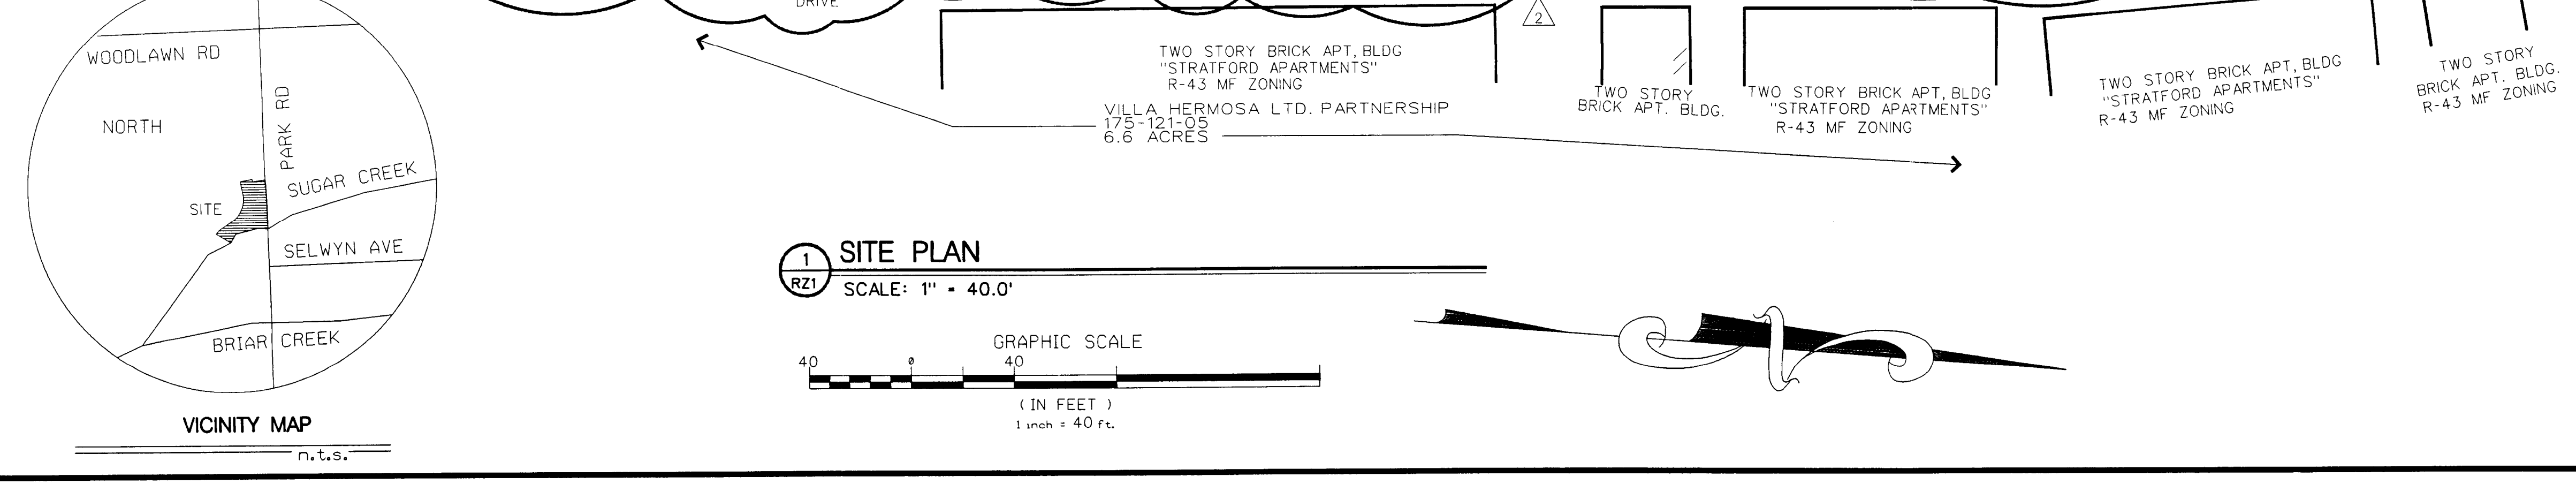 DRIVE
2
WOODLAWN RD
PARK RD
NORTH
SUGAR CREEK
SITE
SELWYN AVE
BRIAR CREEK
VICINITY MAP
n.t.s.
TWO STORY BRICK APT, BLDG
"STRATFORD APARTMENTS"
R-43 MF ZONING
VILLA HERMOSA LTD. PARTNERSHIP
175-121-05
6.6 ACRES
TWO STORY
BRICK APT. BLDG.
TWO STORY BRICK APT, BLDG
"STRATFORD APARTMENTS"
R-43 MF ZONING
TWO STORY BRICK APT, BLDG
"STRATFORD APARTMENTS"
R-43 MF ZONING
TWO STORY
BRICK APT. BLDG.
R-43 MF ZONING
1
RZ1
SITE PLAN
SCALE: 1" = 40.0'
GRAPHIC SCALE
40 0 40
( IN FEET )
1 inch = 40 ft.